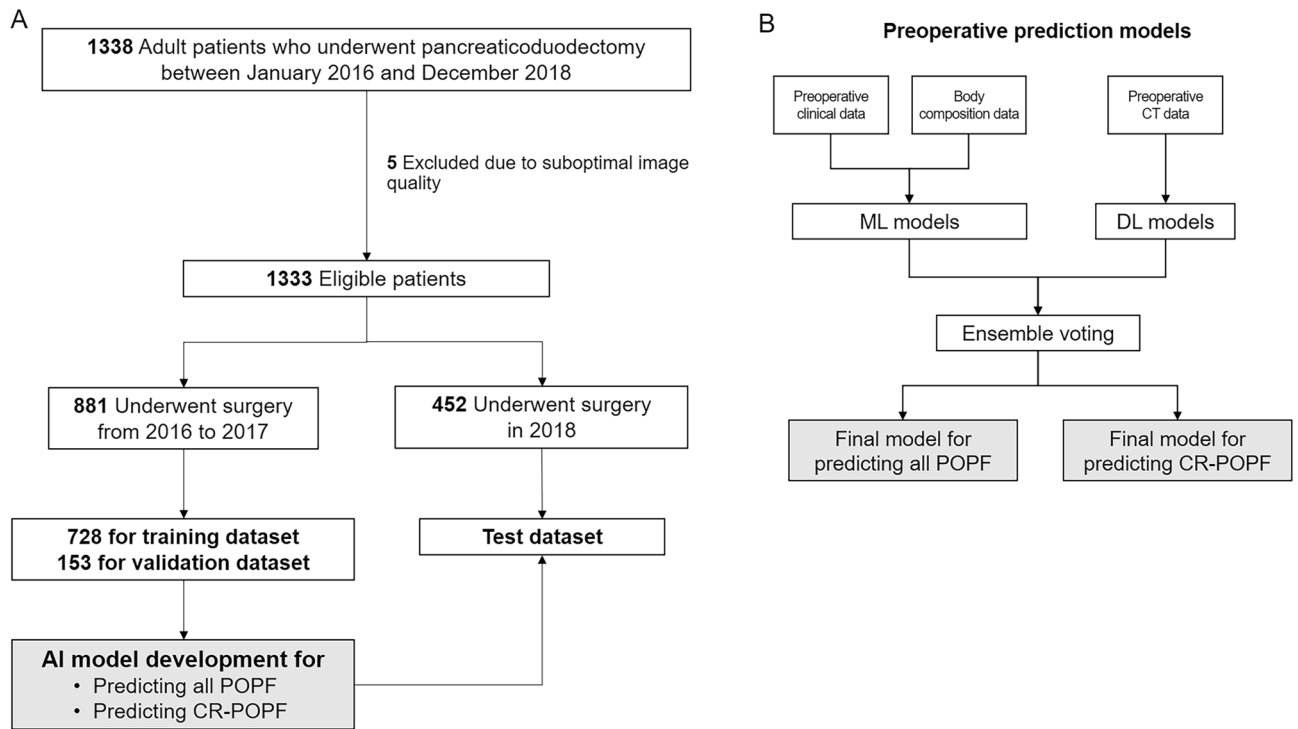 A
1338 Adult patients who underwent pancreaticoduodectomy
between January 2016 and December 2018
5 Excluded due to suboptimal image
quality
1333 Eligible patients
881 Underwent surgery
from 2016 to 2017
452 Underwent surgery
in 2018
728 for training dataset
153 for validation dataset
Test dataset
AI model development for
• Predicting all POPF
• Predicting CR-POPF
B
Preoperative prediction models
Preoperative
clinical data
Body
composition data
Preoperative
CT data
ML models
DL models
Ensemble voting
Final model for
predicting all POPF
Final model for
predicting CR-POPF